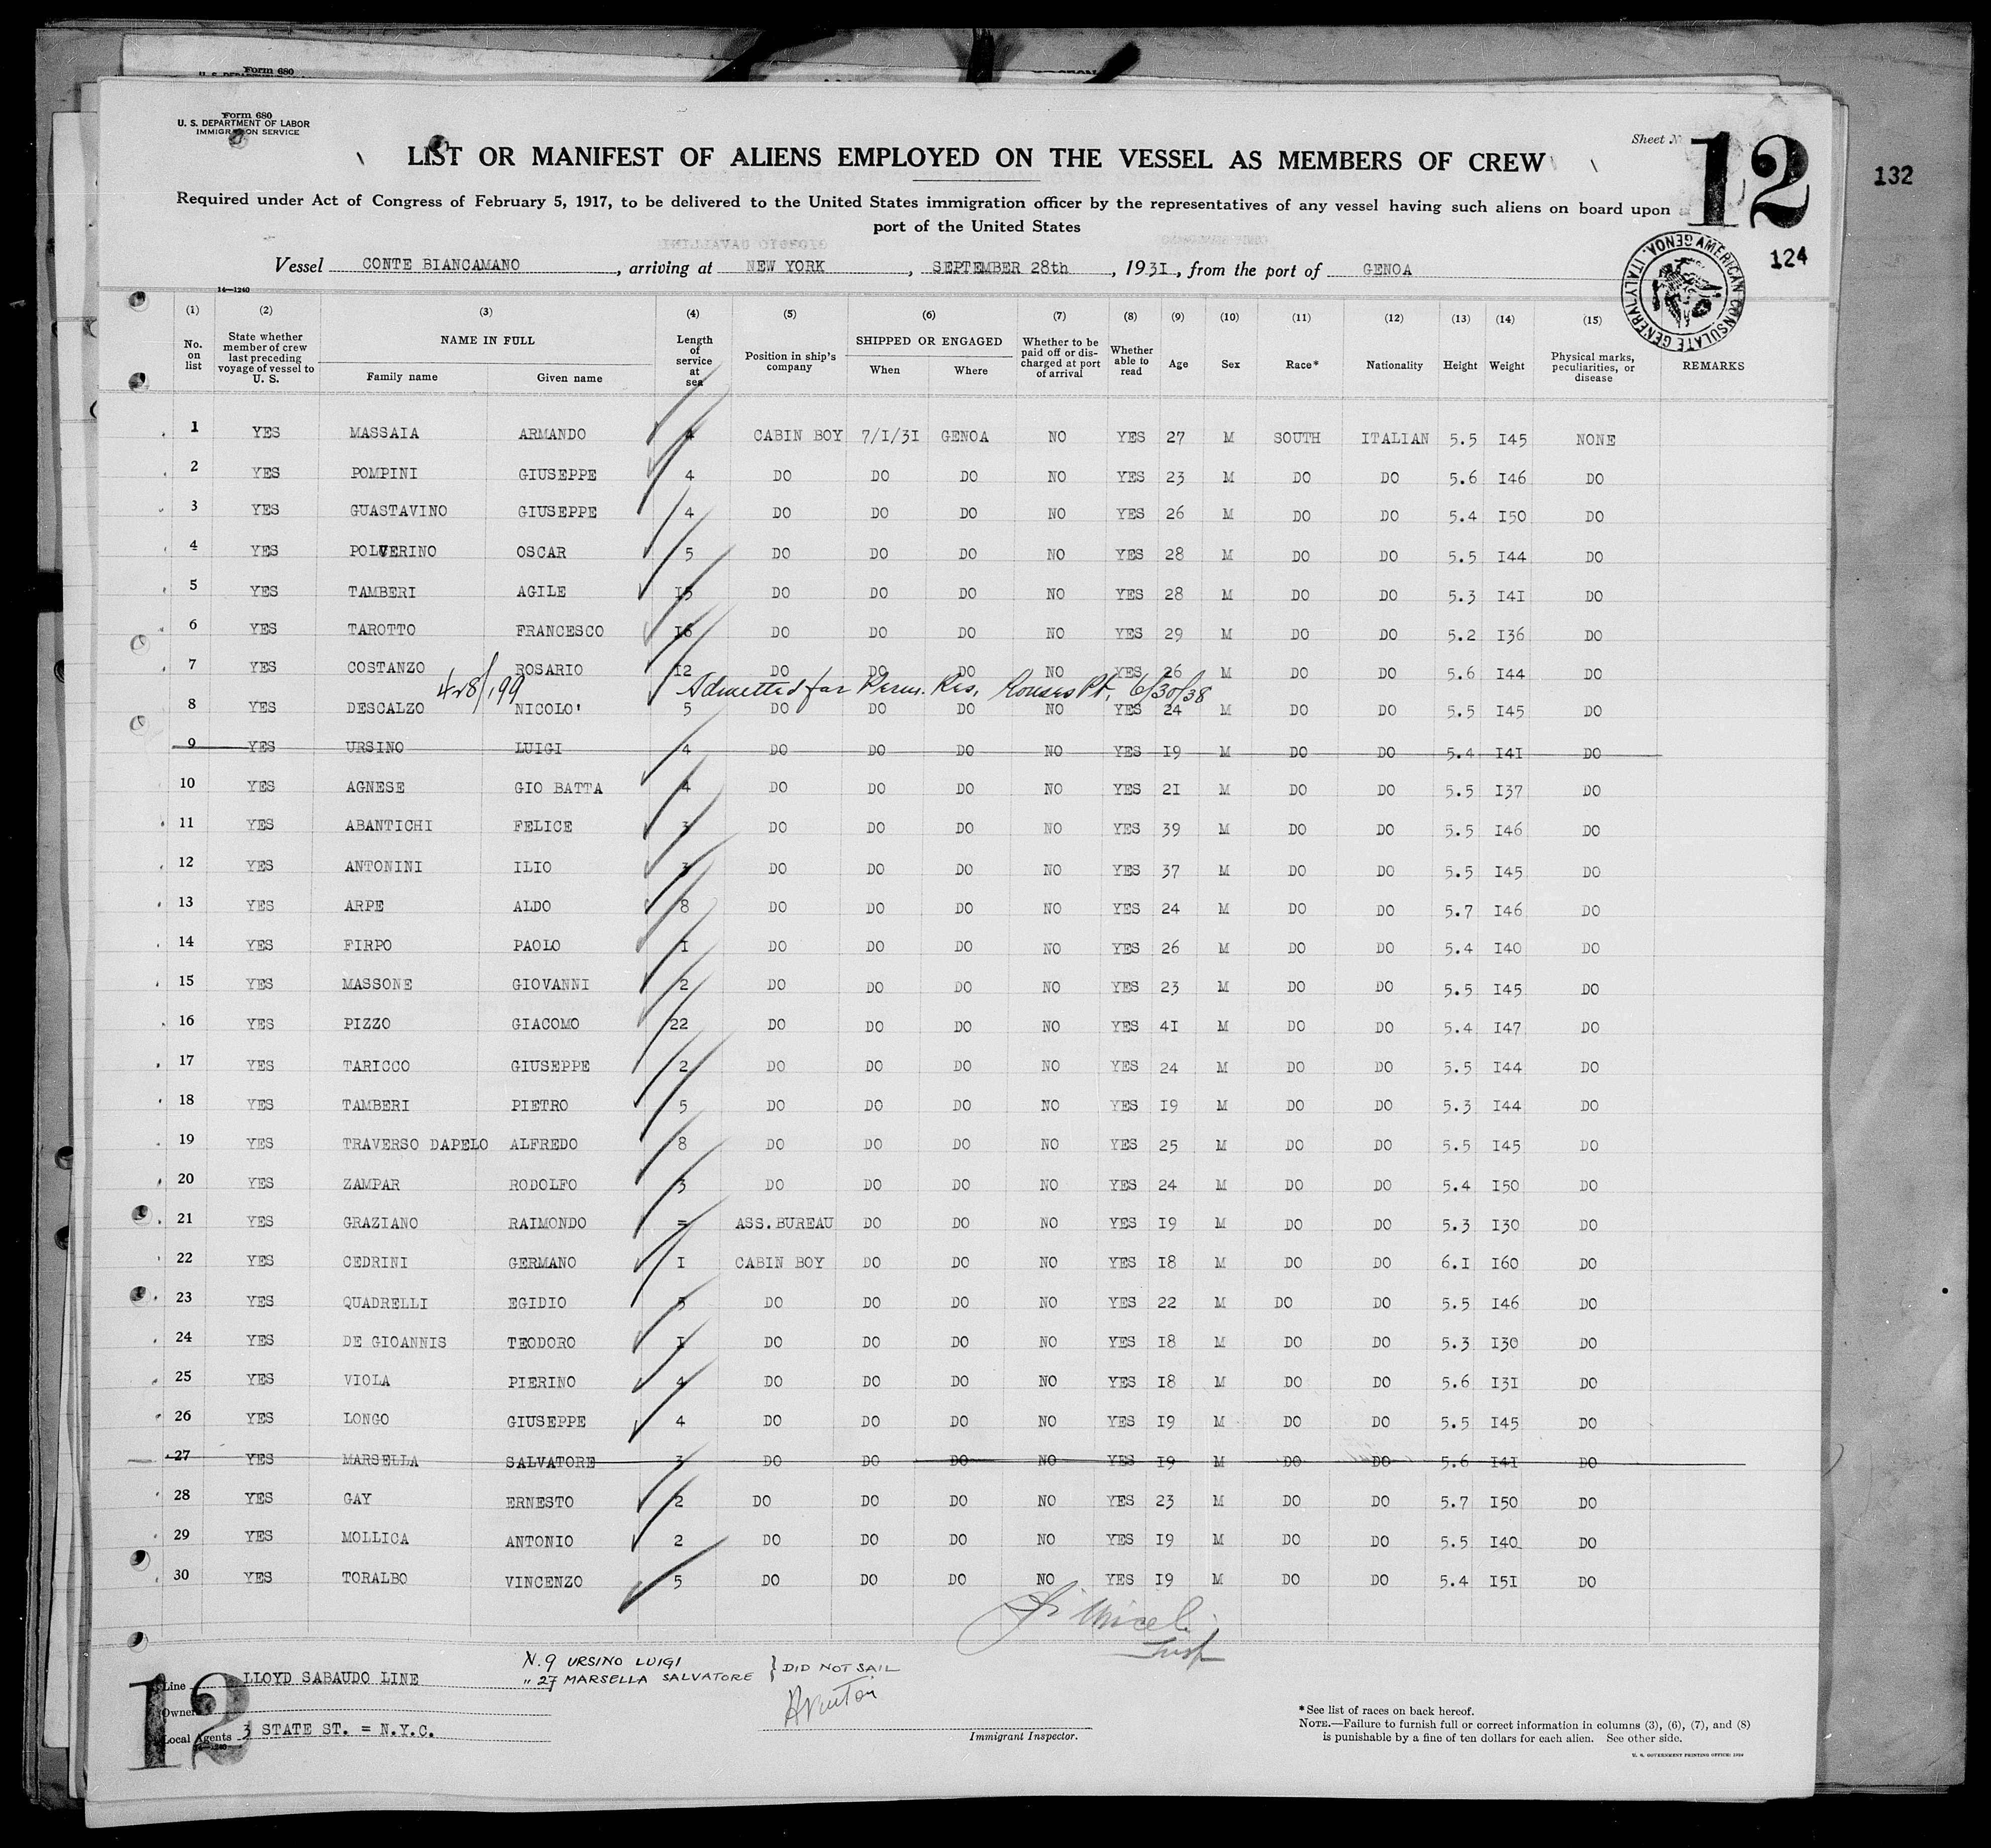 Form 680
Form 680
U. S. DEPARTMENT OF LABOR
IMMIGRATION SERVICE
Sheet N
12
132
LIST OR MANIFEST OF ALIENS EMPLOYED ON THE VESSEL AS MEMBERS OF CREW
Required under Act of Congress of February 5, 1917, to be delivered to the United States immigration officer by the representatives of any vessel having such aliens on board upon
port of the United States
124
AMERICAN CONSULATE GENERAL GENOA, ITALY
Vessel CONTE BIANCAMANO, arriving at NEW YORK, SEPTEMBER 28th, 1931, from the port of GENOA
14—1240
(1) (2) (3) (4) (5) (6) (7) (8) (9) (10) (11) (12) (13) (14) (15)
No. on list State whether member of crew last preceding voyage of vessel to U. S. NAME IN FULL Family name Given name Length of service at sea Position in ship's company SHIPPED OR ENGAGED When Where Whether to be paid off or discharged at port of arrival Whether able to read Age Sex Race* Nationality Height Weight Physical marks, peculiarities, or disease REMARKS
1 YES MASSAIA ARMANDO 4 CABIN BOY 7/1/31 GENOA NO YES 27 M SOUTH ITALIAN 5.5 145 NONE
2 YES POMPINI GIUSEPPE 4 DO DO DO NO YES 23 M DO DO 5.6 146 DO
3 YES GUASTAVINO GIUSEPPE 4 DO DO DO NO YES 26 M DO DO 5.4 150 DO
4 YES POLVERINO OSCAR 5 DO DO DO NO YES 28 M DO DO 5.5 144 DO
5 YES TAMBERI AGILE 15 DO DO DO NO YES 28 M DO DO 5.3 141 DO
6 YES TAROTTO FRANCESCO 16 DO DO DO NO YES 29 M DO DO 5.2 136 DO
7 YES COSTANZO ROSARIO 12 DO DO DO NO YES 26 M DO DO 5.6 144 DO
428/199 Admitted for Perm. Res. Rouses Pt, 6/30/38
8 YES DESCALZO NICOLO' 5 DO DO DO NO YES 24 M DO DO 5.5 145 DO
9 YES URSINO LUIGI 4 DO DO DO NO YES 19 M DO DO 5.4 141 DO
10 YES AGNESE GIO BATTA 4 DO DO DO NO YES 21 M DO DO 5.5 137 DO
11 YES ABANTICHI FELICE 3 DO DO DO NO YES 39 M DO DO 5.5 146 DO
12 YES ANTONINI ILIO 3 DO DO DO NO YES 37 M DO DO 5.5 145 DO
13 YES ARPE ALDO 8 DO DO DO NO YES 24 M DO DO 5.7 146 DO
14 YES FIRPO PAOLO 1 DO DO DO NO YES 26 M DO DO 5.4 140 DO
15 YES MASSONE GIOVANNI 2 DO DO DO NO YES 23 M DO DO 5.5 145 DO
16 YES PIZZO GIACOMO 22 DO DO DO NO YES 41 M DO DO 5.4 147 DO
17 YES TARICCO GIUSEPPE 2 DO DO DO NO YES 24 M DO DO 5.5 144 DO
18 YES TAMBERI PIETRO 5 DO DO DO NO YES 19 M DO DO 5.3 144 DO
19 YES TRAVERSO DAPELO ALFREDO 8 DO DO DO NO YES 25 M DO DO 5.5 145 DO
20 YES ZAMPAR RODOLFO 3 DO DO DO NO YES 24 M DO DO 5.4 150 DO
21 YES GRAZIANO RAIMONDO = ASS.BUREAU DO DO NO YES 19 M DO DO 5.3 130 DO
22 YES CEDRINI GERMANO 1 CABIN BOY DO DO NO YES 18 M DO DO 6.1 160 DO
23 YES QUADRELLI EGIDIO 5 DO DO DO NO YES 22 M DO DO 5.5 146 DO
24 YES DE GIOANNIS TEODORO 1 DO DO DO NO YES 18 M DO DO 5.3 130 DO
25 YES VIOLA PIERINO 4 DO DO DO NO YES 18 M DO DO 5.6 131 DO
26 YES LONGO GIUSEPPE 4 DO DO DO NO YES 19 M DO DO 5.5 145 DO
27 YES MARSELLA SALVATORE 3 DO DO DO NO YES 19 M DO DO 5.6 141 DO
28 YES GAY ERNESTO 2 DO DO DO NO YES 23 M DO DO 5.7 150 DO
29 YES MOLLICA ANTONIO 2 DO DO DO NO YES 19 M DO DO 5.5 140 DO
30 YES TORALBO VINCENZO 5 DO DO DO NO YES 19 M DO DO 5.4 151 DO
N. 9 URSINO LUIGI
" 27 MARSELLA SALVATORE } DID NOT SAIL
12
Line LLOYD SABAUDO LINE
Owners
Local Agents 3 STATE ST. = N.Y.C.
14—1240
Immigrant Inspector.
*See list of races on back hereof.
NOTE.—Failure to furnish full or correct information in columns (3), (6), (7), and (8)
is punishable by a fine of ten dollars for each alien. See other side.